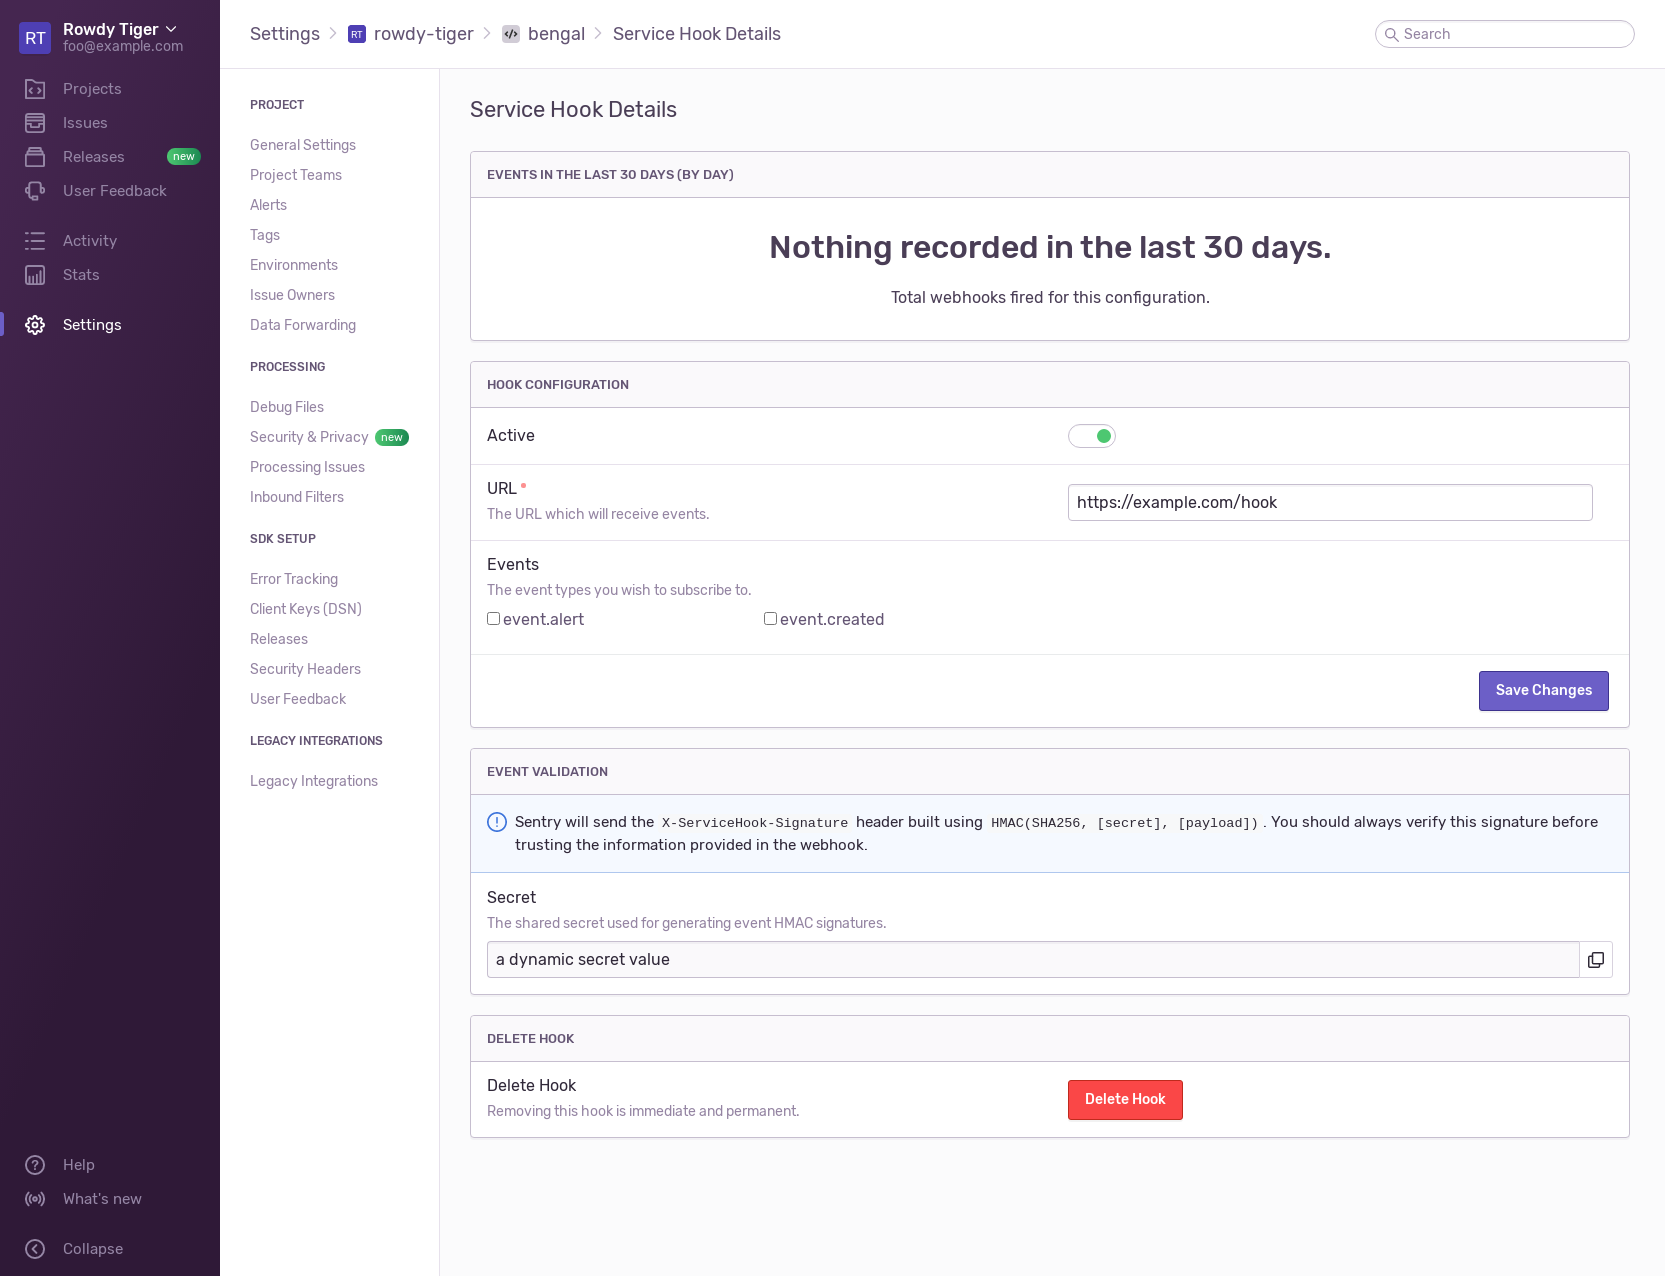 RT
Rowdy Tiger
foo@example.com
Projects
Issues
Releases new
User Feedback
Activity
Stats
Settings
Help
What's new
Collapse
Settings RT rowdy-tiger bengal Service Hook Details
Search
PROJECT
General Settings
Project Teams
Alerts
Tags
Environments
Issue Owners
Data Forwarding
PROCESSING
Debug Files
Security & Privacy new
Processing Issues
Inbound Filters
SDK SETUP
Error Tracking
Client Keys (DSN)
Releases
Security Headers
User Feedback
LEGACY INTEGRATIONS
Legacy Integrations
Service Hook Details
EVENTS IN THE LAST 30 DAYS (BY DAY)
Nothing recorded in the last 30 days.
Total webhooks fired for this configuration.
HOOK CONFIGURATION
Active
URL
The URL which will receive events.
https://example.com/hook
Events
The event types you wish to subscribe to.
event.alert event.created
Save Changes
EVENT VALIDATION
Sentry will send the X-ServiceHook-Signature header built using HMAC(SHA256, [secret], [payload]). You should always verify this signature before
trusting the information provided in the webhook.
Secret
The shared secret used for generating event HMAC signatures.
a dynamic secret value
DELETE HOOK
Delete Hook
Removing this hook is immediate and permanent.
Delete Hook